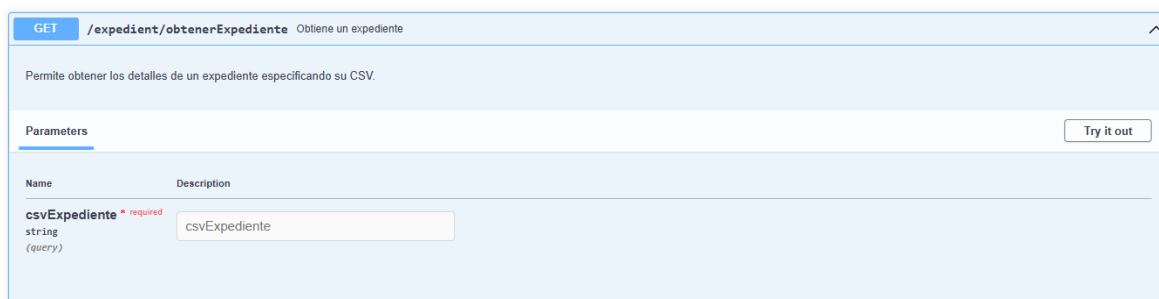 GET /expedient/obtenerExpediente Obtiene un expediente
Permite obtener los detalles de un expediente especificando su CSV.
Parameters
Try it out
Name Description
csvExpediente * required
string
(query)
csvExpediente